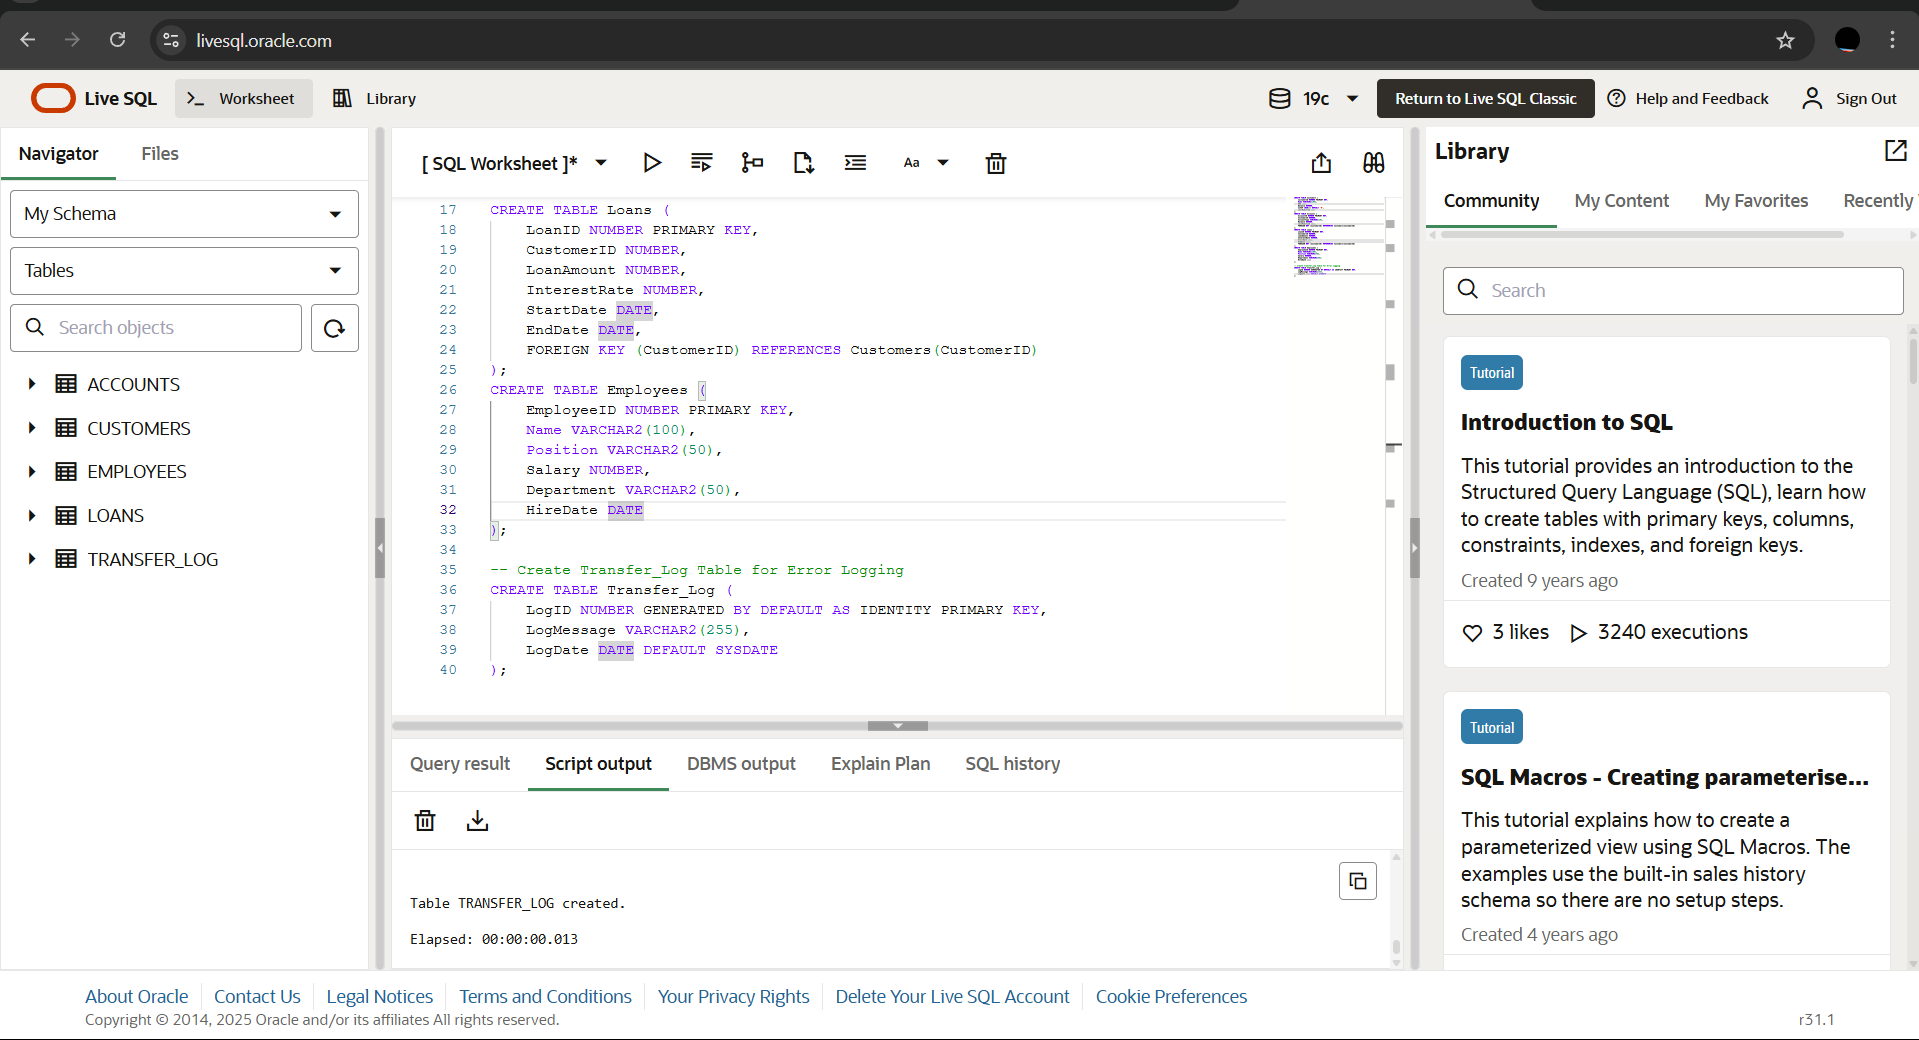 livesql.oracle.com
Live SQL
Worksheet
Library
19c
Return to Live SQL Classic
Help and Feedback
Sign Out
Navigator
Files
My Schema
Tables
Search objects
ACCOUNTS
CUSTOMERS
EMPLOYEES
LOANS
TRANSFER_LOG
[ SQL Worksheet ]*
Aa
17 CREATE TABLE Loans (
18 LoanID NUMBER PRIMARY KEY,
19 CustomerID NUMBER,
20 LoanAmount NUMBER,
21 InterestRate NUMBER,
22 StartDate DATE,
23 EndDate DATE,
24 FOREIGN KEY (CustomerID) REFERENCES Customers(CustomerID)
25 );
26 CREATE TABLE Employees (
27 EmployeeID NUMBER PRIMARY KEY,
28 Name VARCHAR2(100),
29 Position VARCHAR2(50),
30 Salary NUMBER,
31 Department VARCHAR2(50),
32 HireDate DATE
33 );
34
35 -- Create Transfer_Log Table for Error Logging
36 CREATE TABLE Transfer_Log (
37 LogID NUMBER GENERATED BY DEFAULT AS IDENTITY PRIMARY KEY,
38 LogMessage VARCHAR2(255),
39 LogDate DATE DEFAULT SYSDATE
40 );
Query result
Script output
DBMS output
Explain Plan
SQL history
Table TRANSFER_LOG created.
Elapsed: 00:00:00.013
Library
Community
My Content
My Favorites
Recently
Search
Tutorial
Introduction to SQL
This tutorial provides an introduction to the
Structured Query Language (SQL), learn how
to create tables with primary keys, columns,
constraints, indexes, and foreign keys.
Created 9 years ago
3 likes
3240 executions
Tutorial
SQL Macros - Creating parameterise...
This tutorial explains how to create a
parameterized view using SQL Macros. The
examples use the built-in sales history
schema so there are no setup steps.
Created 4 years ago
About Oracle
Contact Us
Legal Notices
Terms and Conditions
Your Privacy Rights
Delete Your Live SQL Account
Cookie Preferences
Copyright © 2014, 2025 Oracle and/or its affiliates All rights reserved.
r31.1